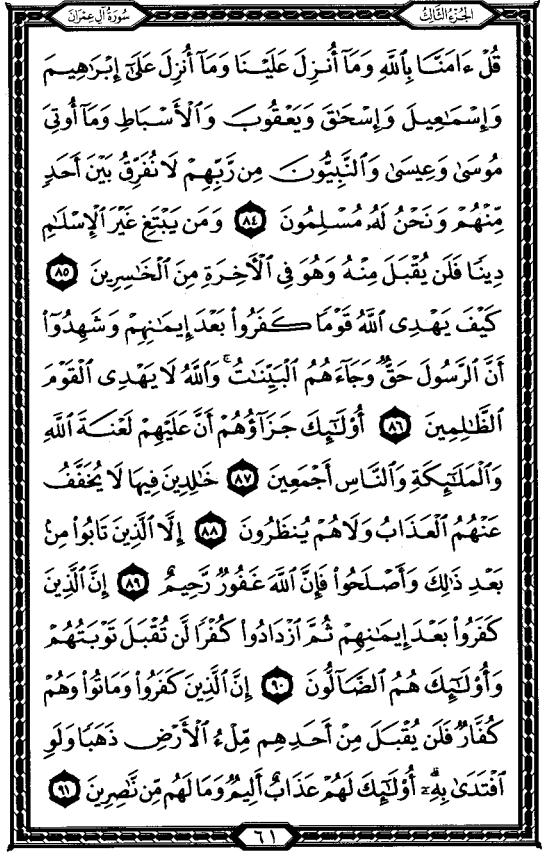 الجزء الثالث
سورة آل عمران
قُلْ ءَامَنَّا بِٱللَّهِ وَمَآ أُنزِلَ عَلَيْنَا وَمَآ أُنزِلَ عَلَىٰٓ إِبْرَٰهِيمَ
وَإِسْمَٰعِيلَ وَإِسْحَٰقَ وَيَعْقُوبَ وَٱلْأَسْبَاطِ وَمَآ أُوتِىَ
مُوسَىٰ وَعِيسَىٰ وَٱلنَّبِيُّونَ مِن رَّبِّهِمْ لَا نُفَرِّقُ بَيْنَ أَحَدٍ
مِّنْهُمْ وَنَحْنُ لَهُۥ مُسْلِمُونَ ٨٤ وَمَن يَبْتَغِ غَيْرَ ٱلْإِسْلَٰمِ
دِينًا فَلَن يُقْبَلَ مِنْهُ وَهُوَ فِى ٱلْأَخِرَةِ مِنَ ٱلْخَٰسِرِينَ ٨٥
كَيْفَ يَهْدِى ٱللَّهُ قَوْمًا كَفَرُوا۟ بَعْدَ إِيمَٰنِهِمْ وَشَهِدُوٓا۟
أَنَّ ٱلرَّسُولَ حَقٌّ وَجَآءَهُمُ ٱلْبَيِّنَٰتُ ۚ وَٱللَّهُ لَا يَهْدِى ٱلْقَوْمَ
ٱلظَّٰلِمِينَ ٨٦ أُو۟لَٰٓئِكَ جَزَآؤُهُمْ أَنَّ عَلَيْهِمْ لَعْنَةَ ٱللَّهِ
وَٱلْمَلَٰٓئِكَةِ وَٱلنَّاسِ أَجْمَعِينَ ٨٧ خَٰلِدِينَ فِيهَا لَا يُخَفَّفُ
عَنْهُمُ ٱلْعَذَابُ وَلَا هُمْ يُنظَرُونَ ٨٨ إِلَّا ٱلَّذِينَ تَابُوا۟ مِنۢ
بَعْدِ ذَٰلِكَ وَأَصْلَحُوا۟ فَإِنَّ ٱللَّهَ غَفُورٌ رَّحِيمٌ ٨٩ إِنَّ ٱلَّذِينَ
كَفَرُوا۟ بَعْدَ إِيمَٰنِهِمْ ثُمَّ ٱزْدَادُوا۟ كُفْرًا لَّن تُقْبَلَ تَوْبَتُهُمْ
وَأُو۟لَٰٓئِكَ هُمُ ٱلضَّآلُّونَ ٩٠ إِنَّ ٱلَّذِينَ كَفَرُوا۟ وَمَاتُوا۟ وَهُمْ
كُفَّارٌ فَلَن يُقْبَلَ مِنْ أَحَدِهِم مِّلْءُ ٱلْأَرْضِ ذَهَبًا وَلَوِ
ٱفْتَدَىٰ بِهِۦٓ ۗ أُو۟لَٰٓئِكَ لَهُمْ عَذَابٌ أَلِيمٌ وَمَا لَهُم مِّن نَّٰصِرِينَ ٩١
٦١